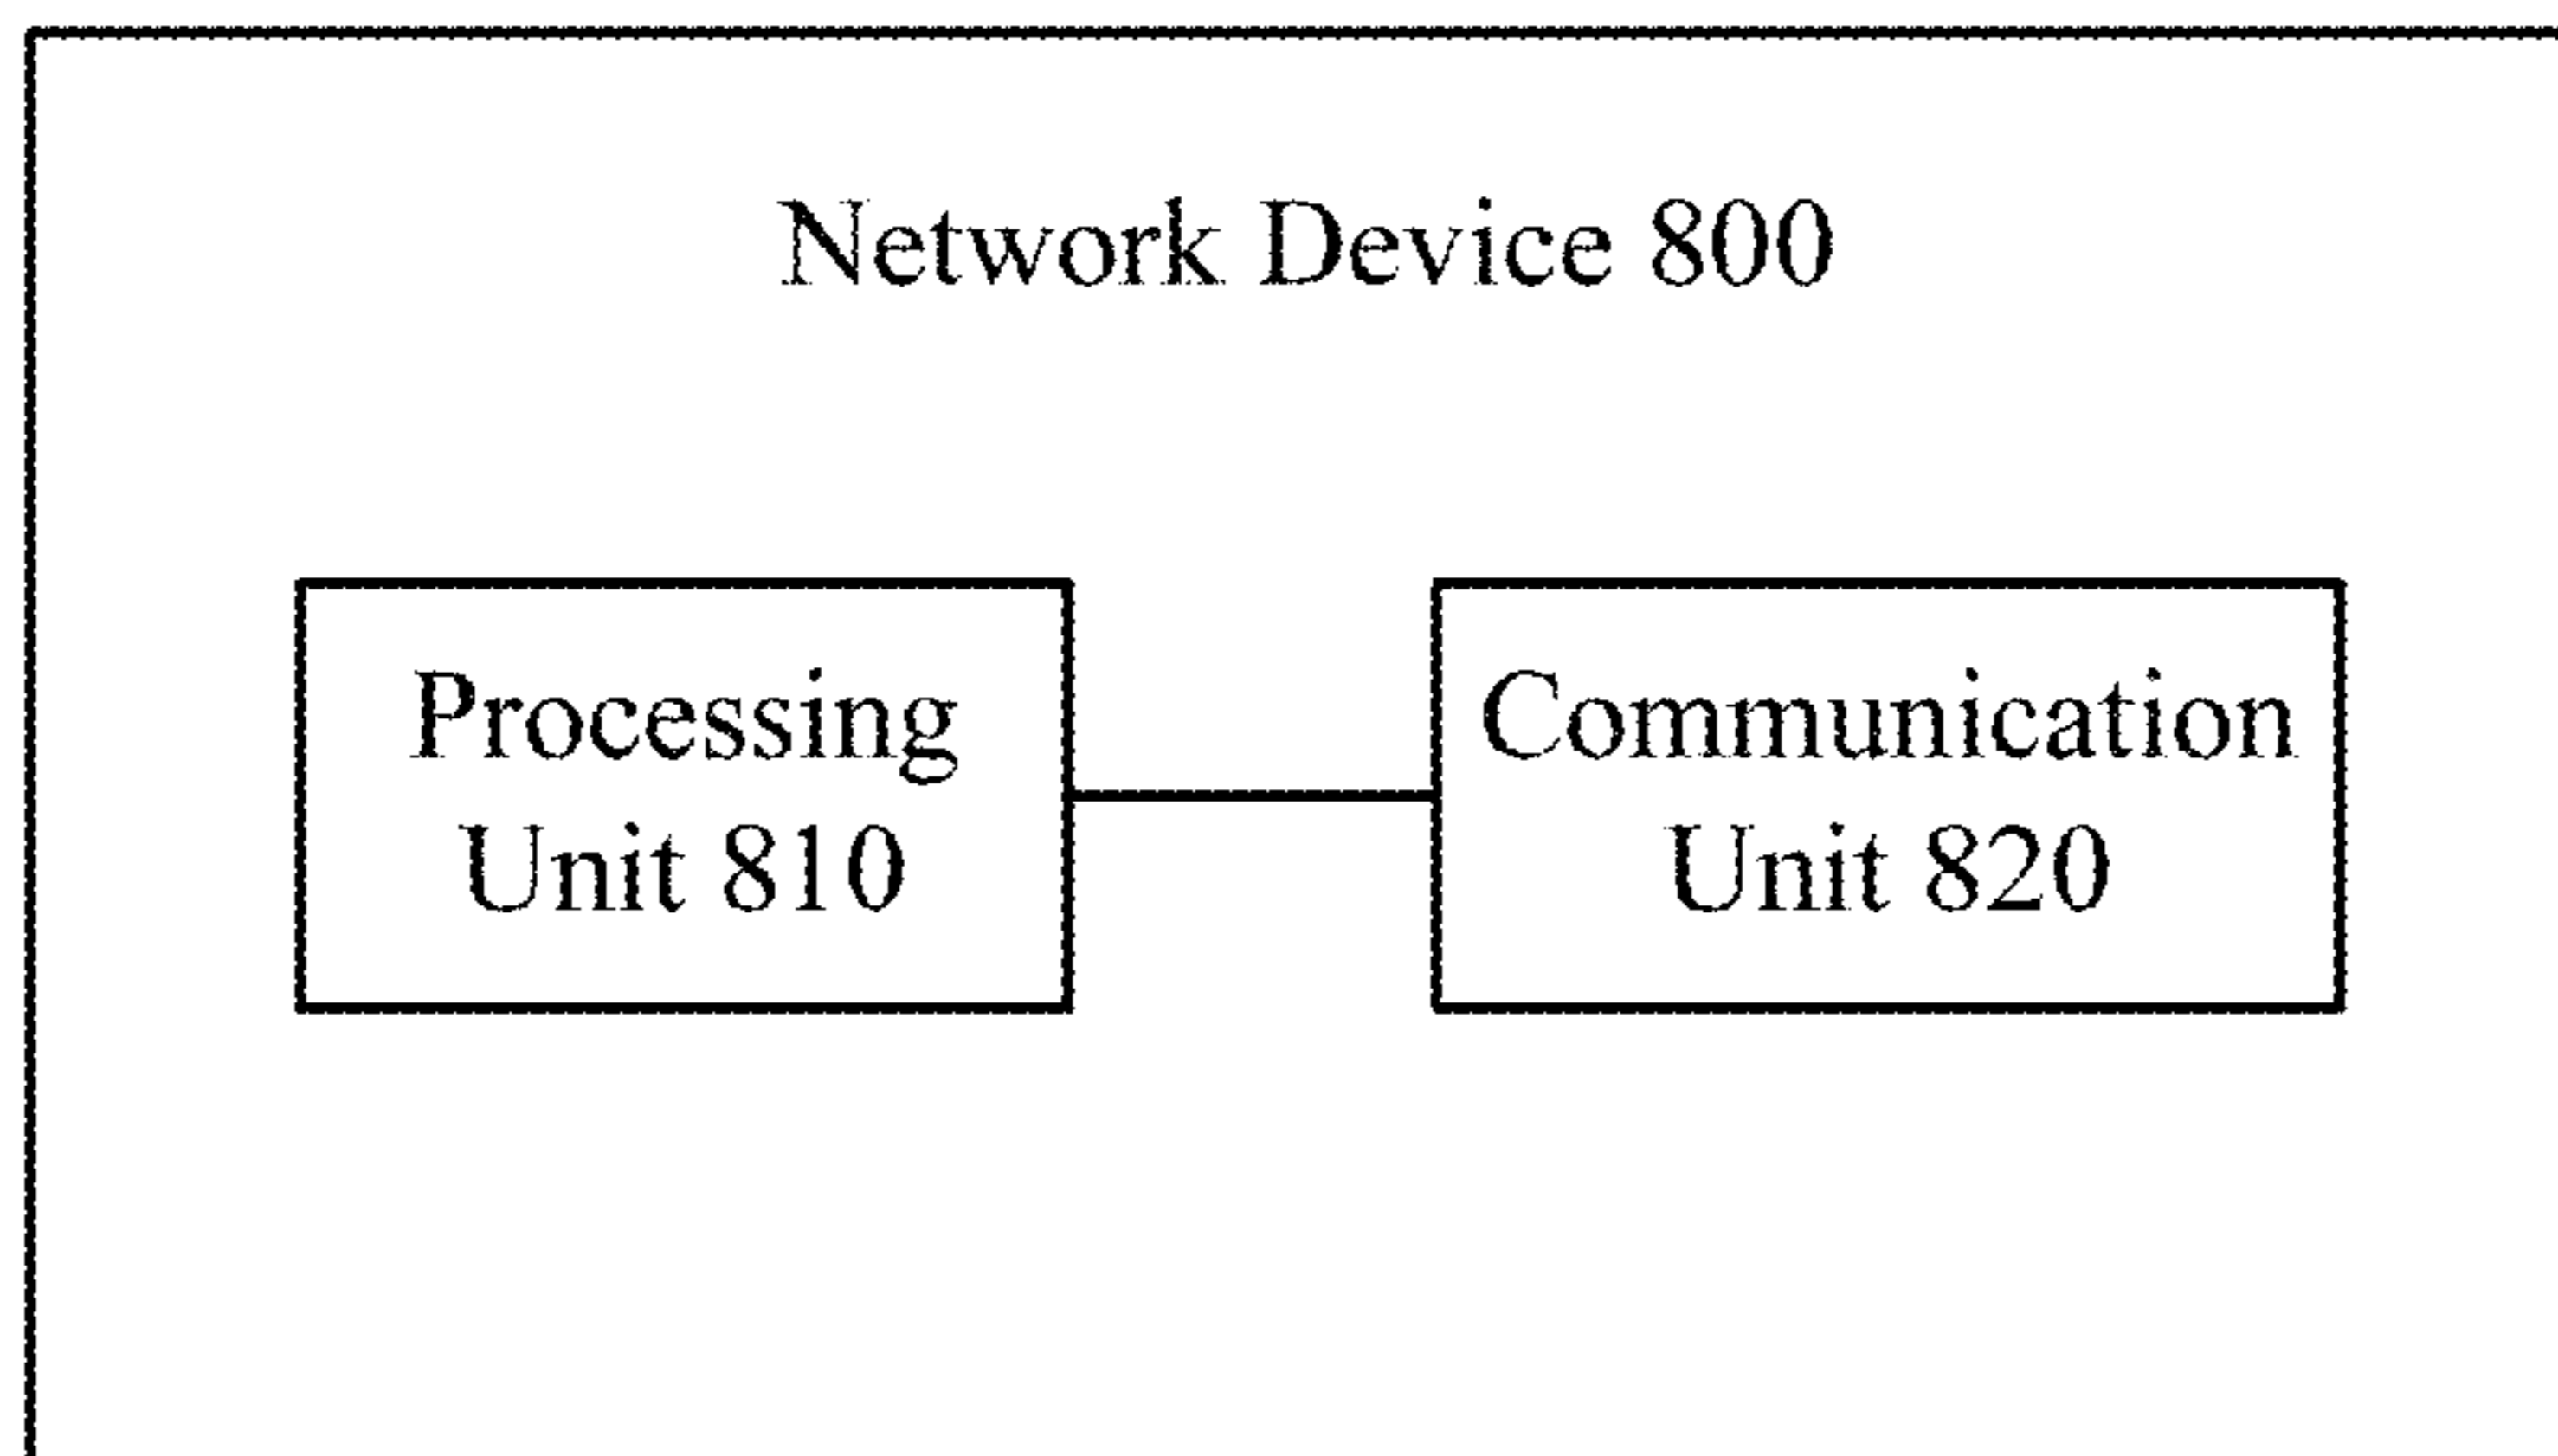 Network Device 800
Processing
Unit 810
Communication
Unit 820